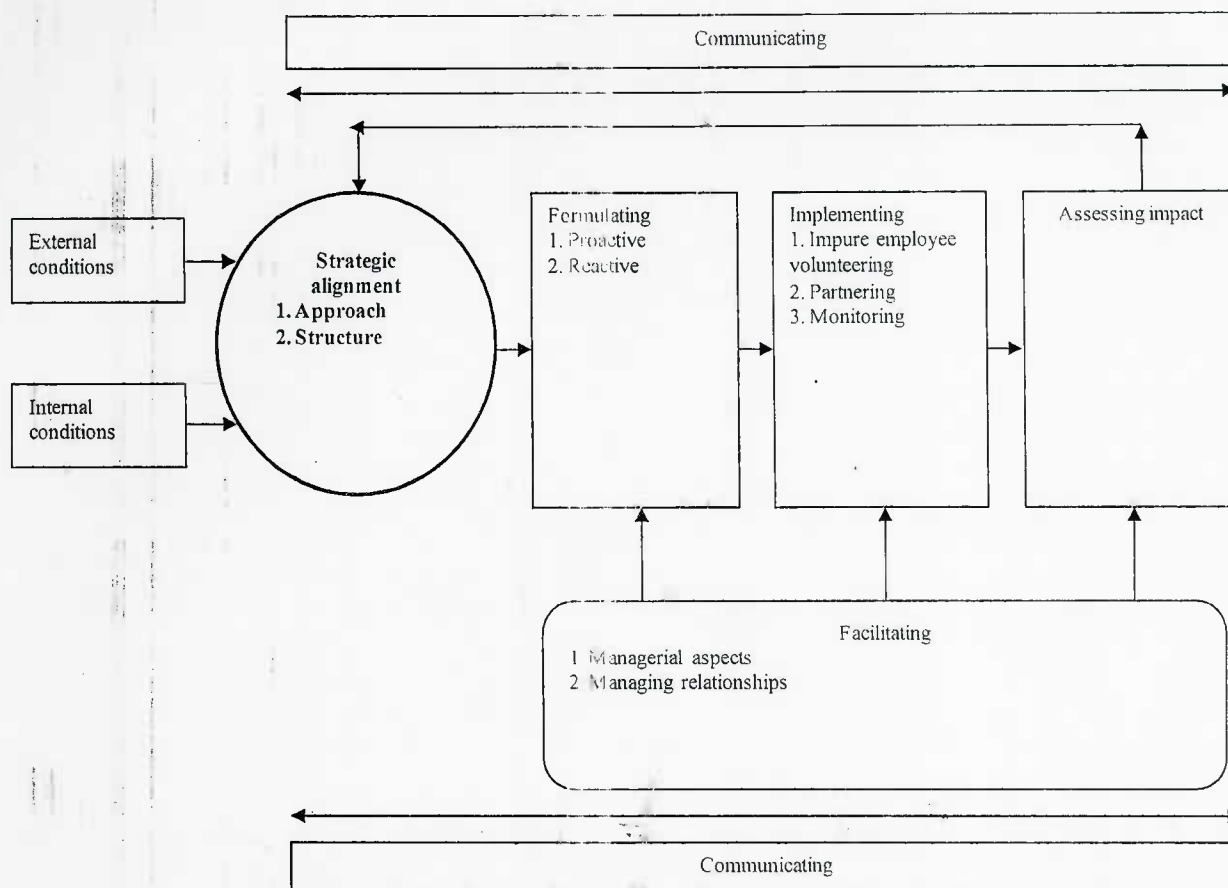 Communicating
External
conditions
Internal
conditions
Strategic
alignment
1. Approach
2. Structure
Formulating
1. Proactive
2. Reactive
Implementing
1. Impure employee
volunteering
2. Partnering
3. Monitoring
Assessing impact
Facilitating
1 Managerial aspects
2 Managing relationships
Communicating